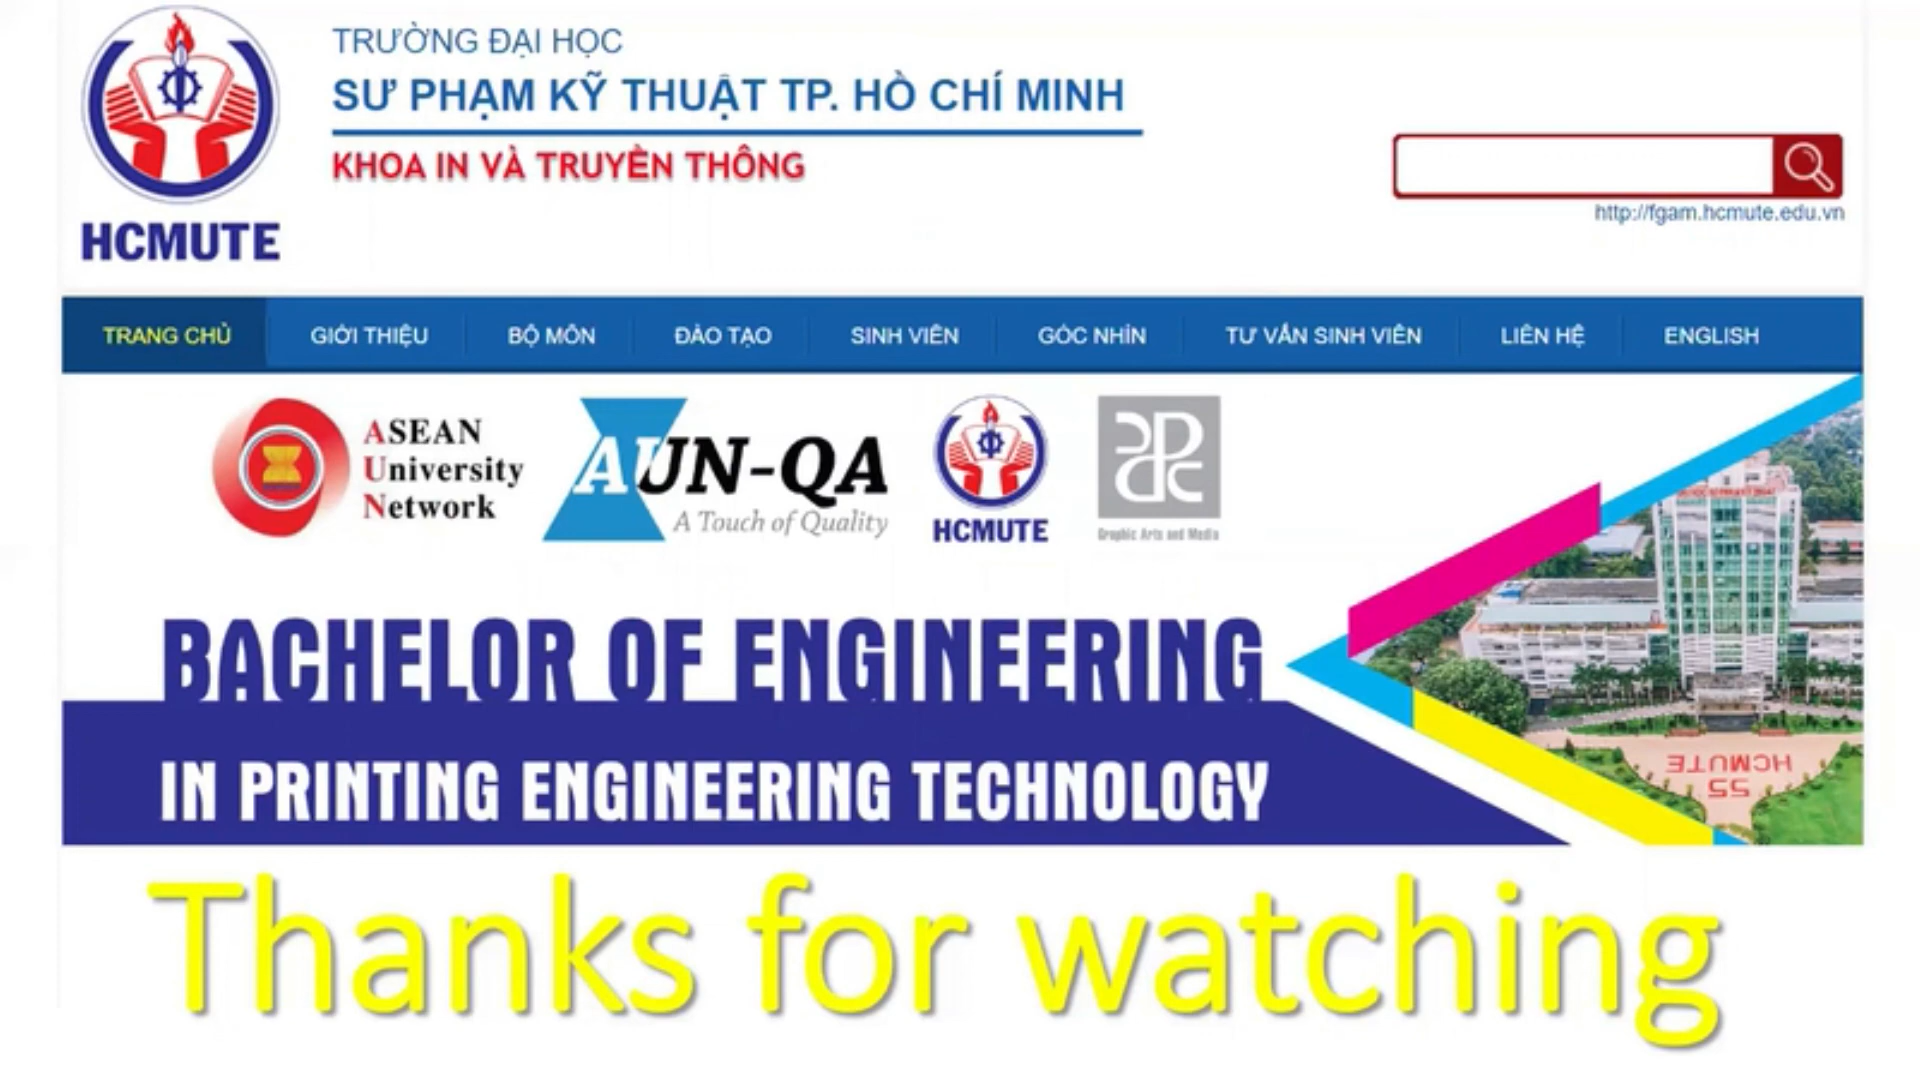 TRƯỜNG ĐẠI HỌC
SƯ PHẠM KỸ THUẬT TP. HỒ CHÍ MINH
KHOA IN VÀ TRUYỀN THÔNG
HCMUTE
http://fgam.hcmute.edu.vn
TRANG CHỦ GIỚI THIỆU BỘ MÔN ĐÀO TẠO SINH VIÊN GÓC NHÌN TƯ VẤN SINH VIÊN LIÊN HỆ ENGLISH
ASEAN
University
Network
AUN-QA
A Touch of Quality
HCMUTE
Graphic Arts and Media
BACHELOR OF ENGINEERING
IN PRINTING ENGINEERING TECHNOLOGY
HCMUTE
55
Thanks for watching